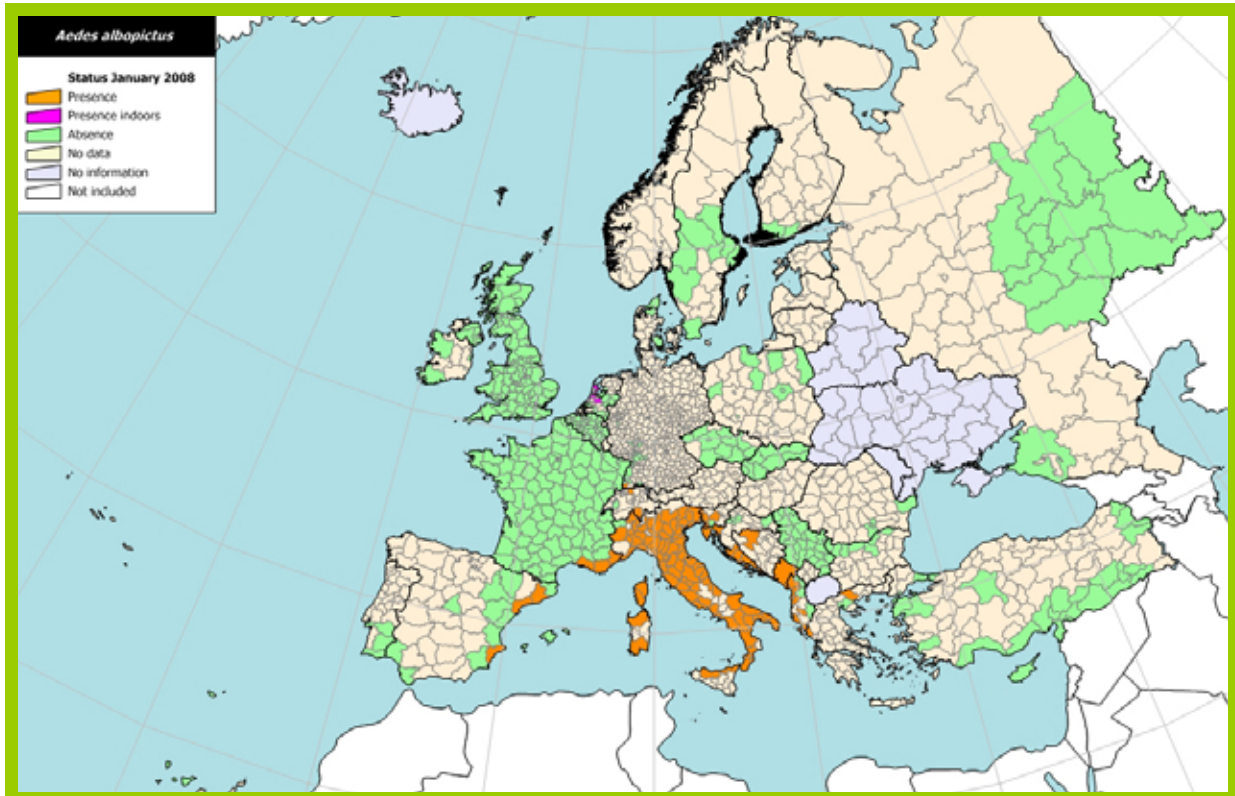 Aedes albopictus
Status January 2008
Presence
Presence indoors
Absence
No data
No information
Not included